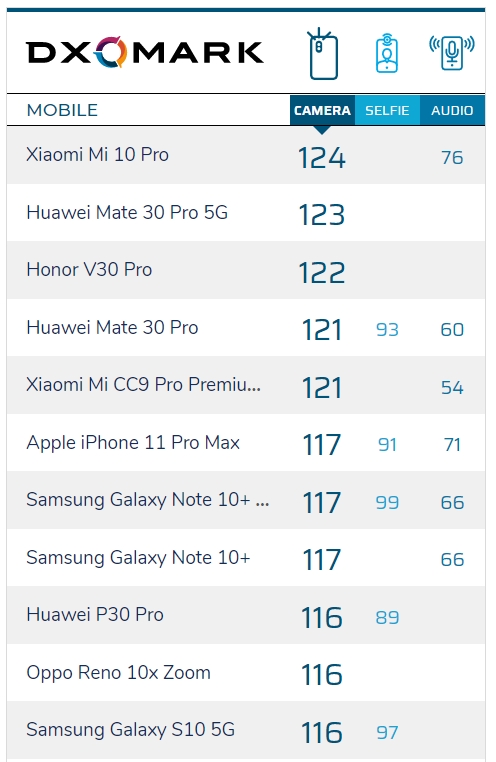 DXOMARK
MOBILE CAMERA SELFIE AUDIO
Xiaomi Mi 10 Pro 124 76
Huawei Mate 30 Pro 5G 123
Honor V30 Pro 122
Huawei Mate 30 Pro 121 93 60
Xiaomi Mi CC9 Pro Premiu... 121 54
Apple iPhone 11 Pro Max 117 91 71
Samsung Galaxy Note 10+ ... 117 99 66
Samsung Galaxy Note 10+ 117 66
Huawei P30 Pro 116 89
Oppo Reno 10x Zoom 116
Samsung Galaxy S10 5G 116 97